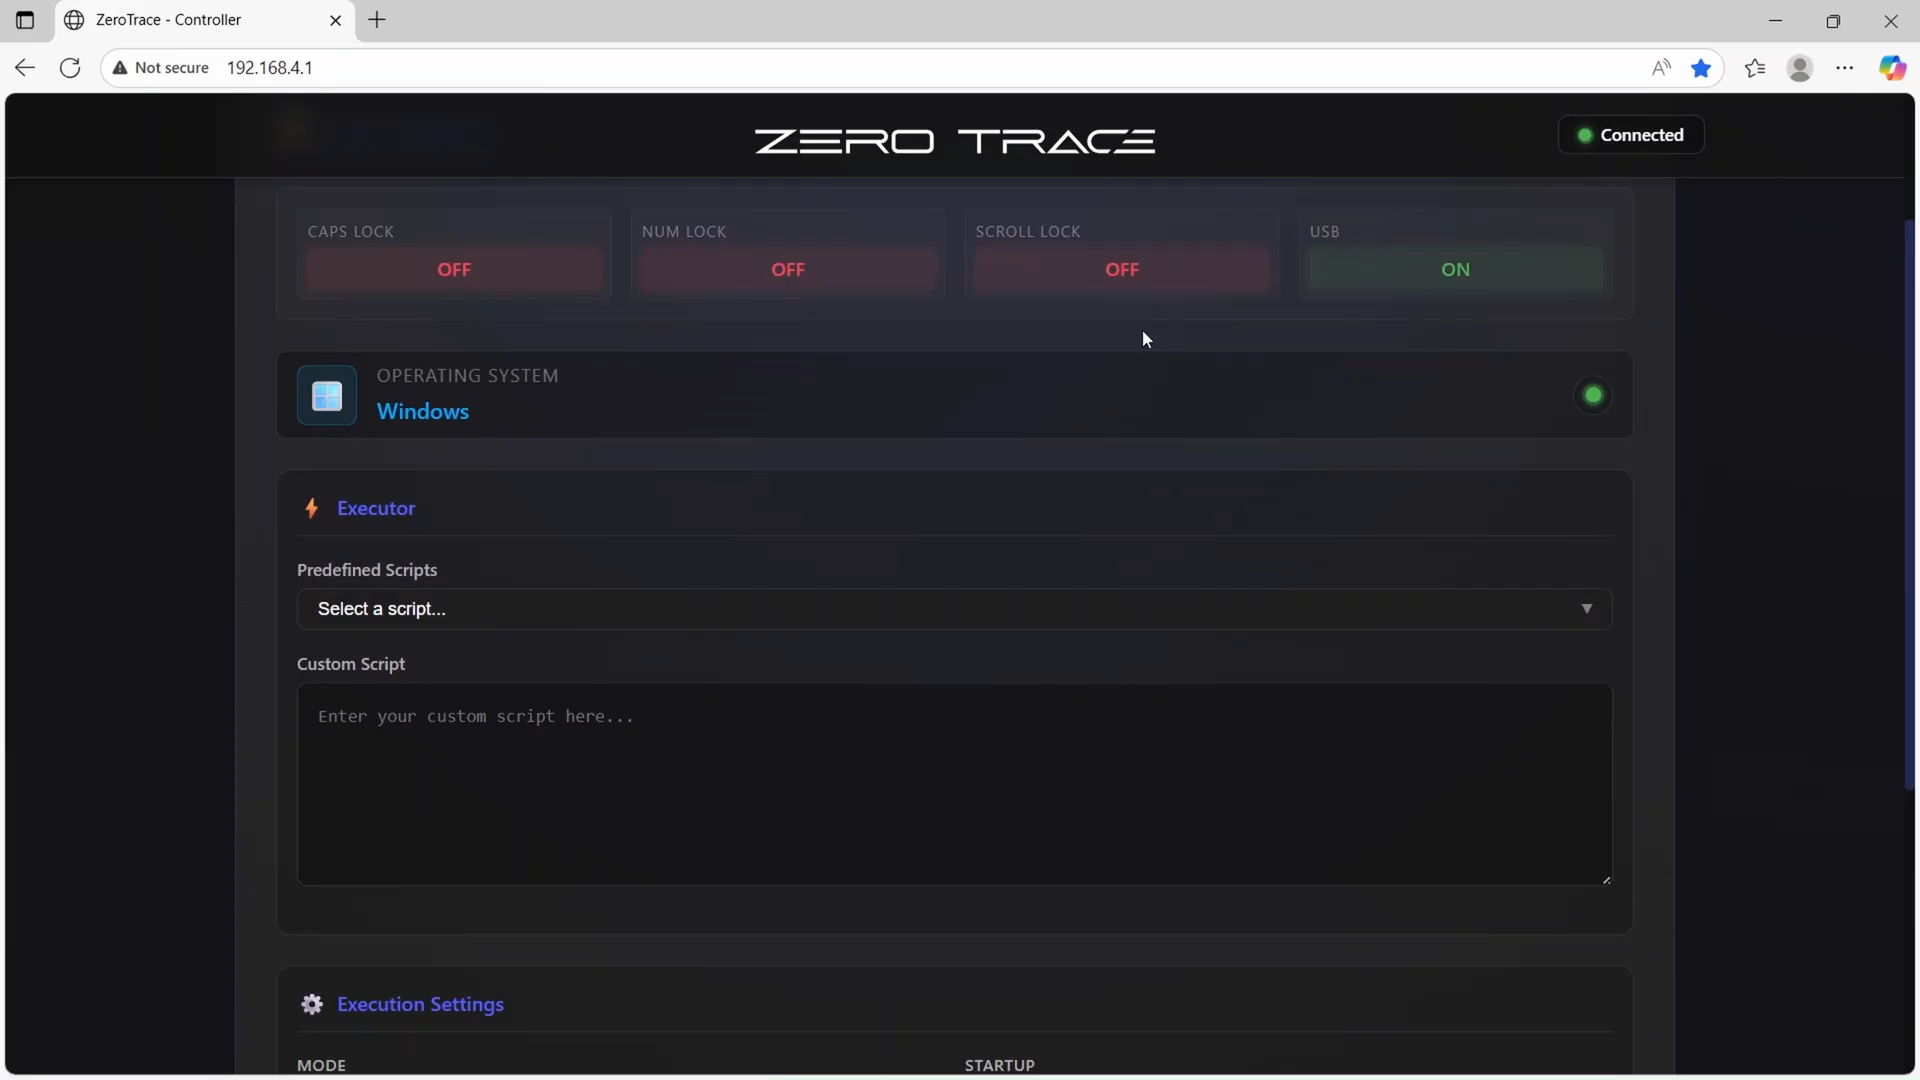 ZeroTrace - Controller
Not secure 192.168.4.1
ZERO TRACE
Connected
CAPS LOCK NUM LOCK SCROLL LOCK USB
OFF OFF OFF ON
OPERATING SYSTEM
Windows
Executor
Predefined Scripts
Select a script...
Custom Script
Enter your custom script here...
Execution Settings
MODE STARTUP